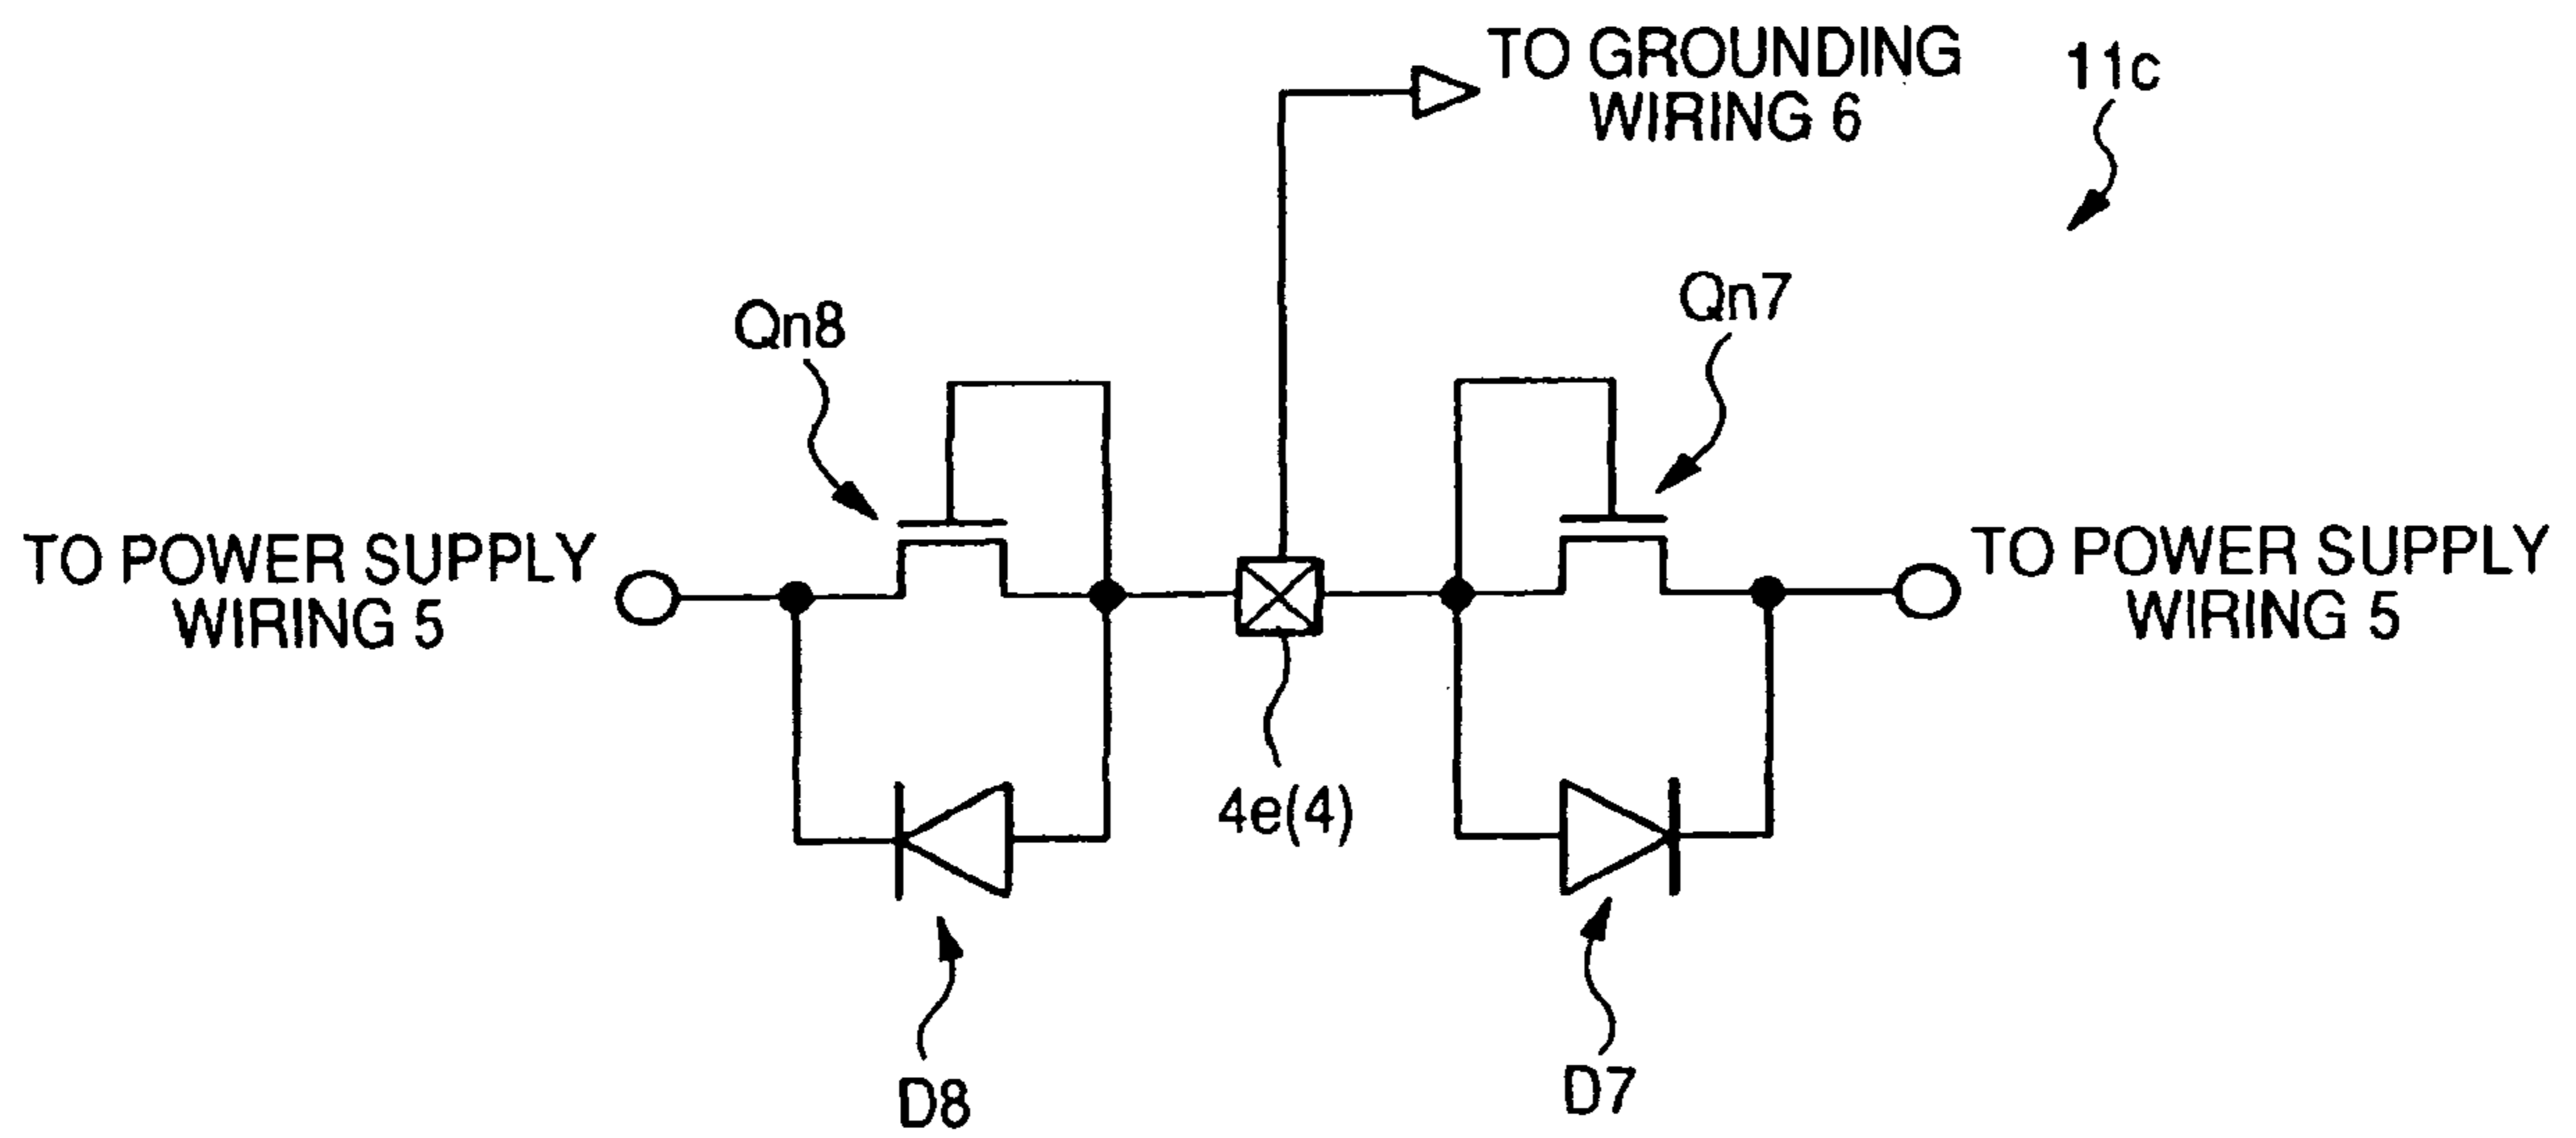 TO GROUNDING
WIRING 6
11c
Qn8
Qn7
TO POWER SUPPLY
WIRING 5
TO POWER SUPPLY
WIRING 5
4e(4)
D8
D7